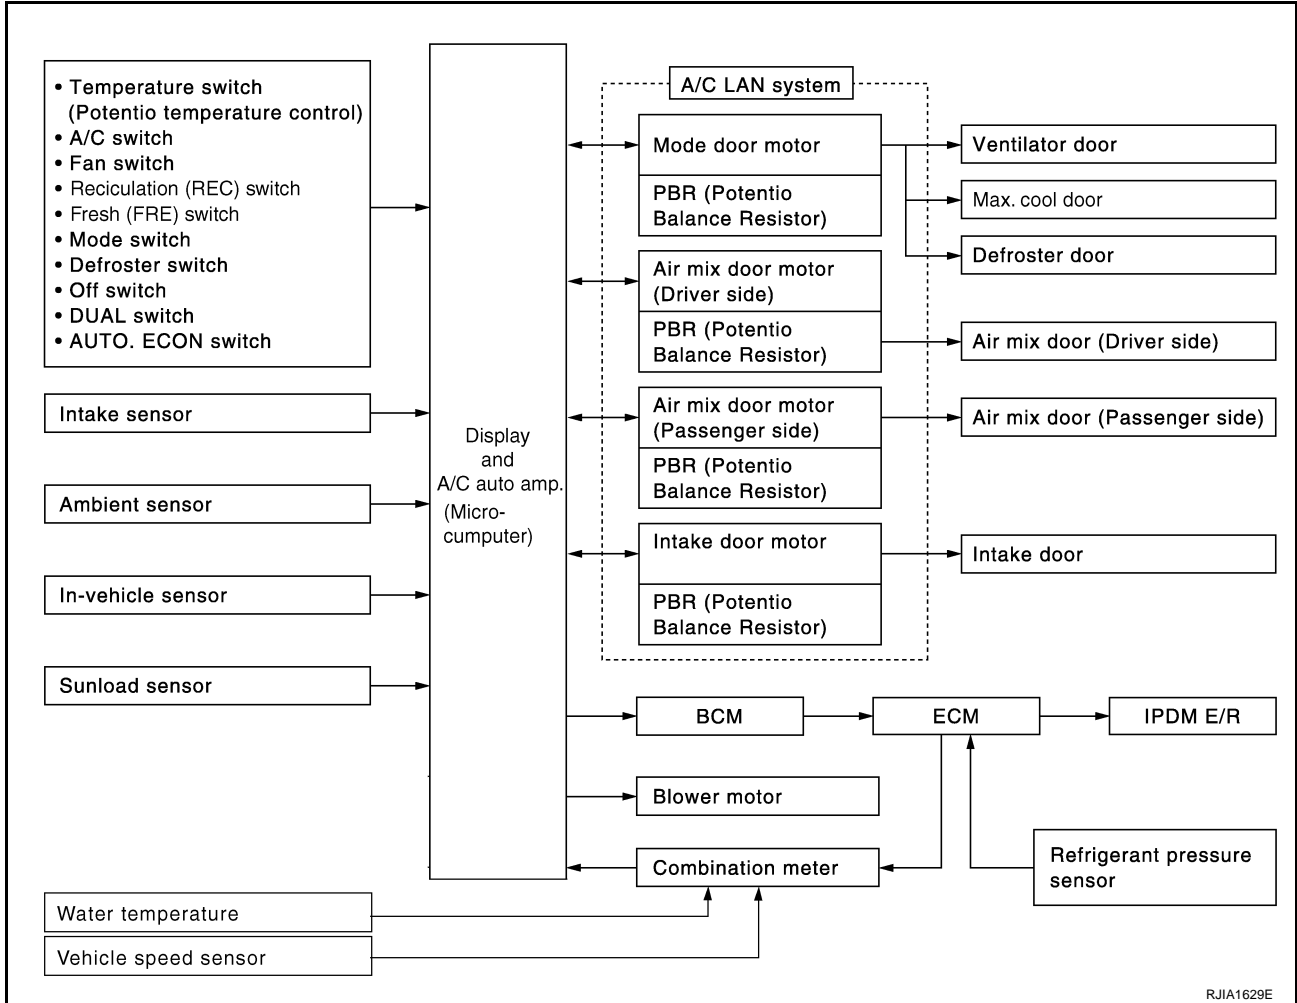 • Temperature switch
(Potentio temperature control)
• A/C switch
• Fan switch
• Reciculation (REC) switch
• Fresh (FRE) switch
• Mode switch
• Defroster switch
• Off switch
• DUAL switch
• AUTO. ECON switch
Intake sensor
Ambient sensor
In-vehicle sensor
Sunload sensor
Water temperature
Vehicle speed sensor
Display
and
A/C auto amp.
(Micro-
cumputer)
A/C LAN system
Mode door motor
PBR (Potentio
Balance Resistor)
Air mix door motor
(Driver side)
PBR (Potentio
Balance Resistor)
Air mix door motor
(Passenger side)
PBR (Potentio
Balance Resistor)
Intake door motor
PBR (Potentio
Balance Resistor)
Ventilator door
Max. cool door
Defroster door
Air mix door (Driver side)
Air mix door (Passenger side)
Intake door
BCM
ECM
IPDM E/R
Blower motor
Combination meter
Refrigerant pressure
sensor
RJIA1629E